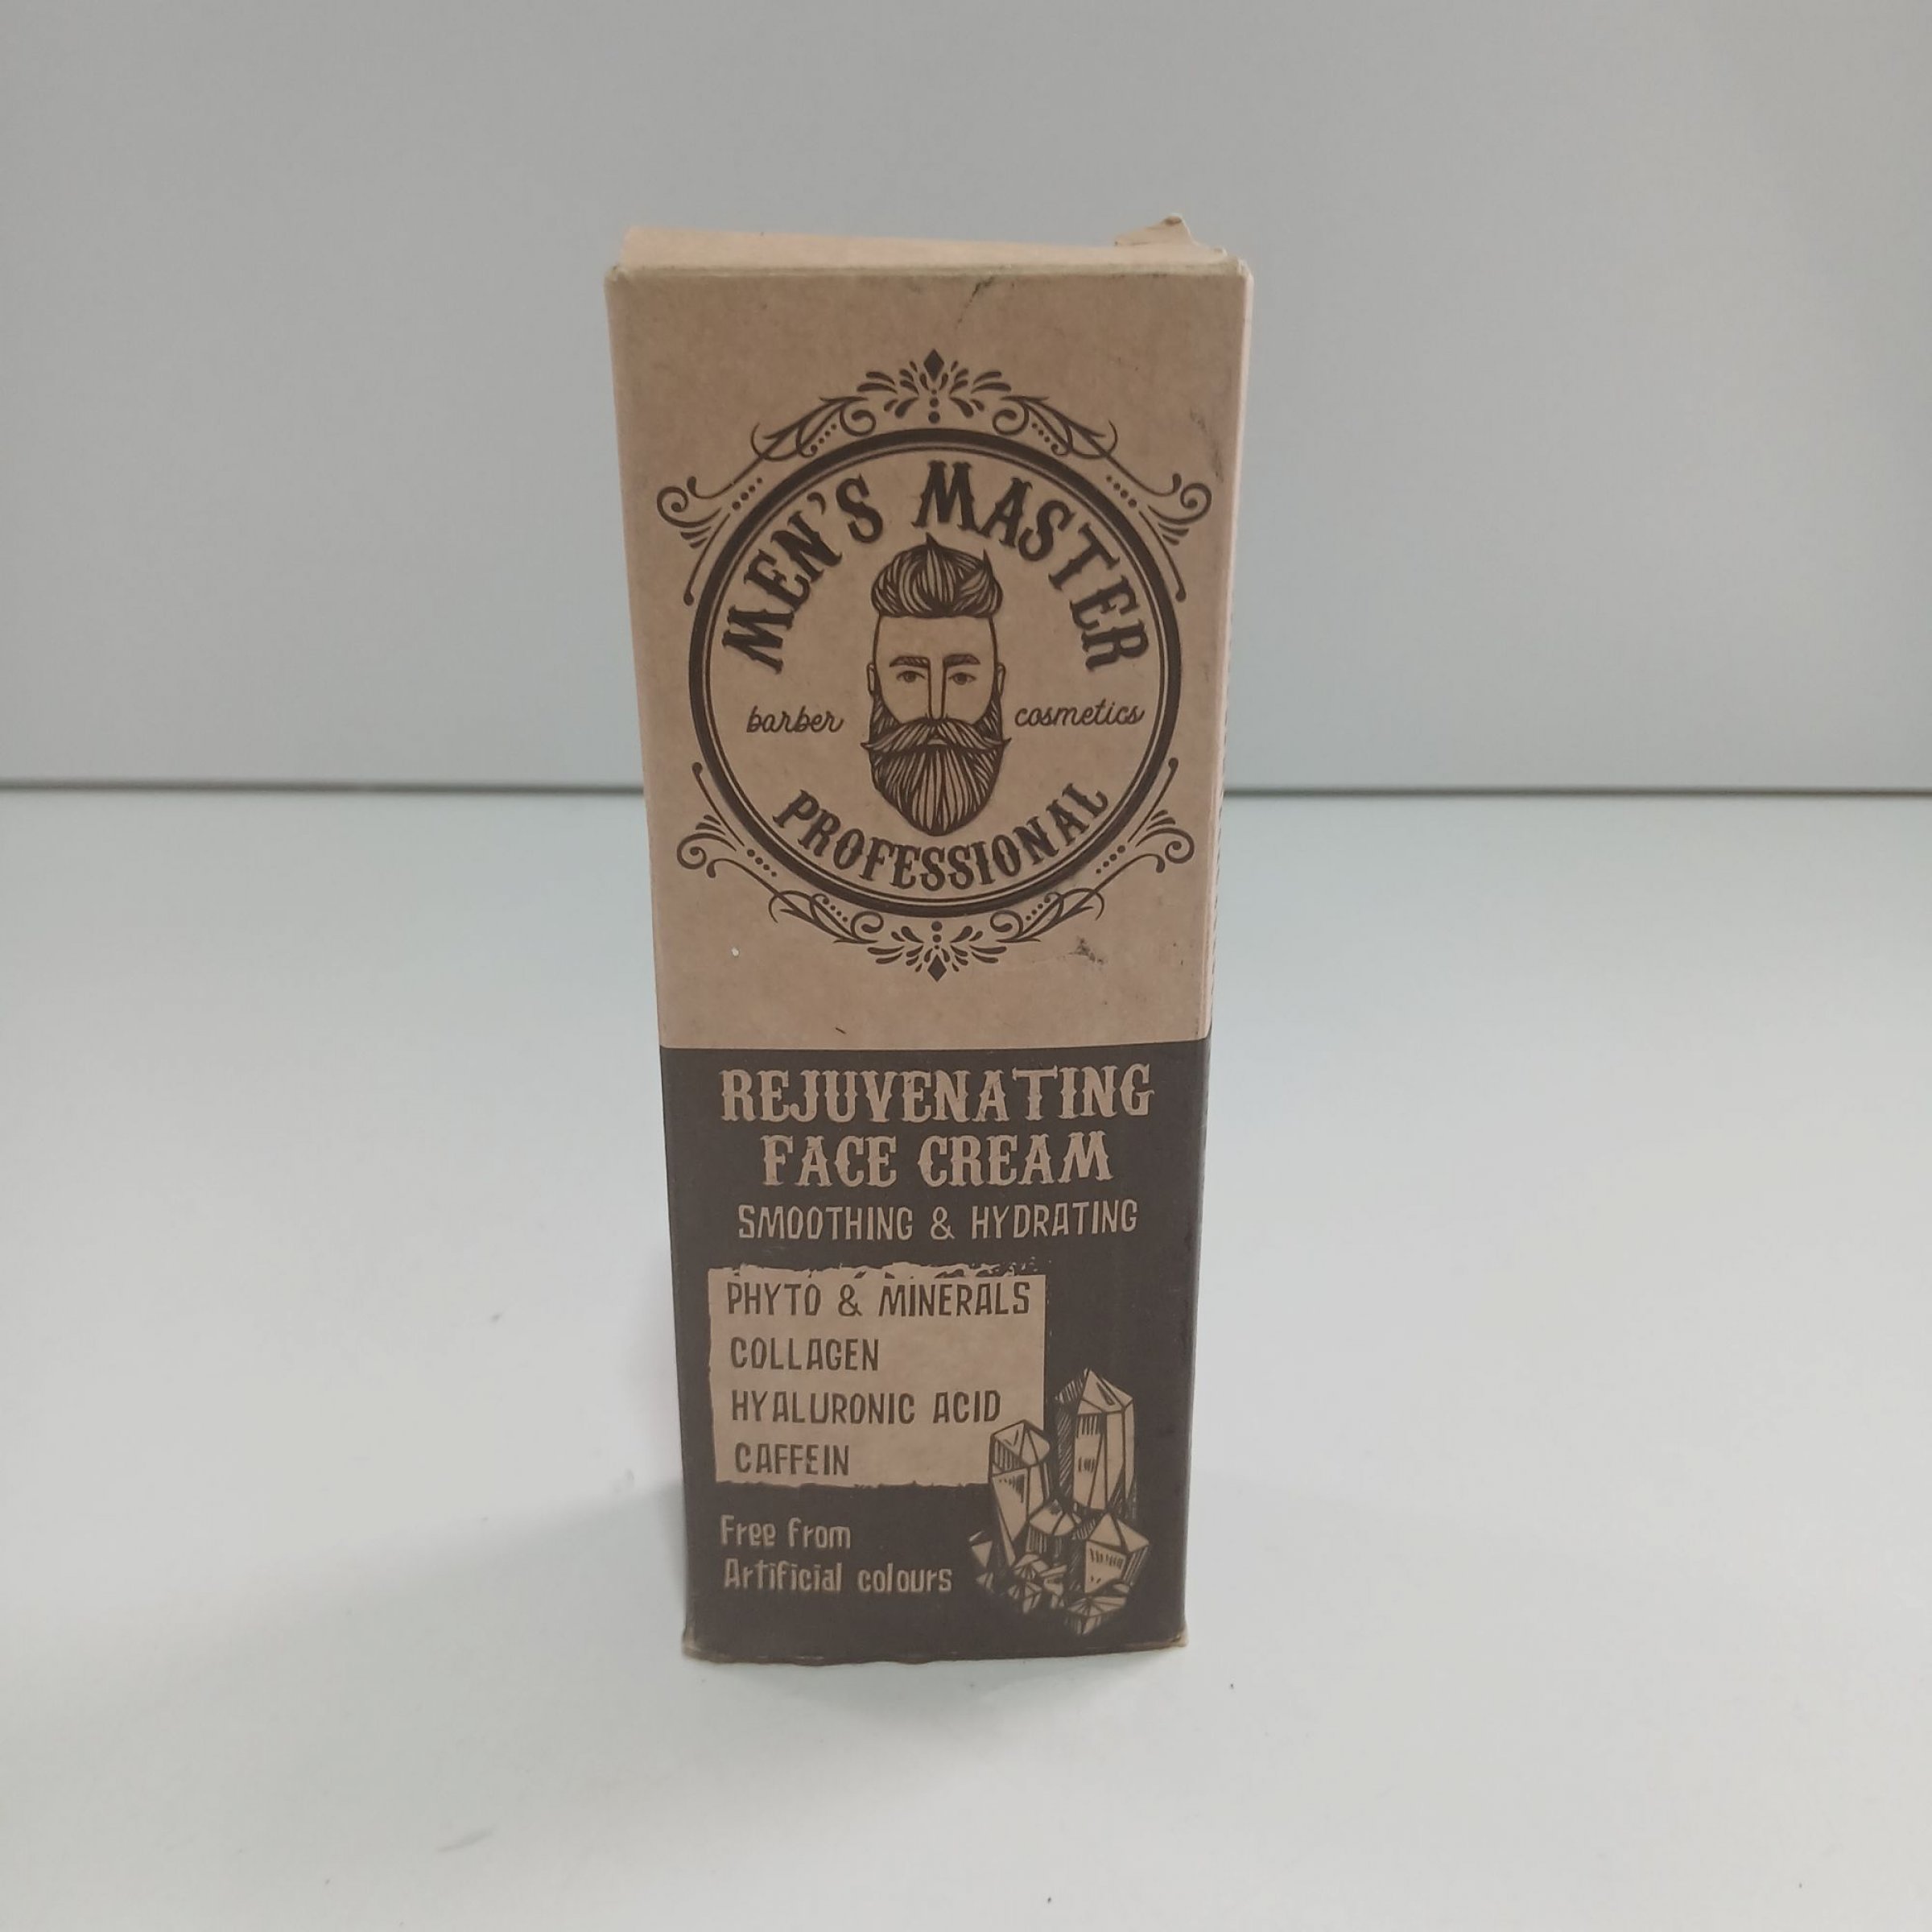 MEN'S MASTER
barber cosmetics
PROFESSIONAL
REJUVENATING
FACE CREAM
SMOOTHING & HYDRATING
PHYTO & MINERALS
COLLAGEN
HYALURONIC ACID
CAFFEIN
Free from
Artificial colours